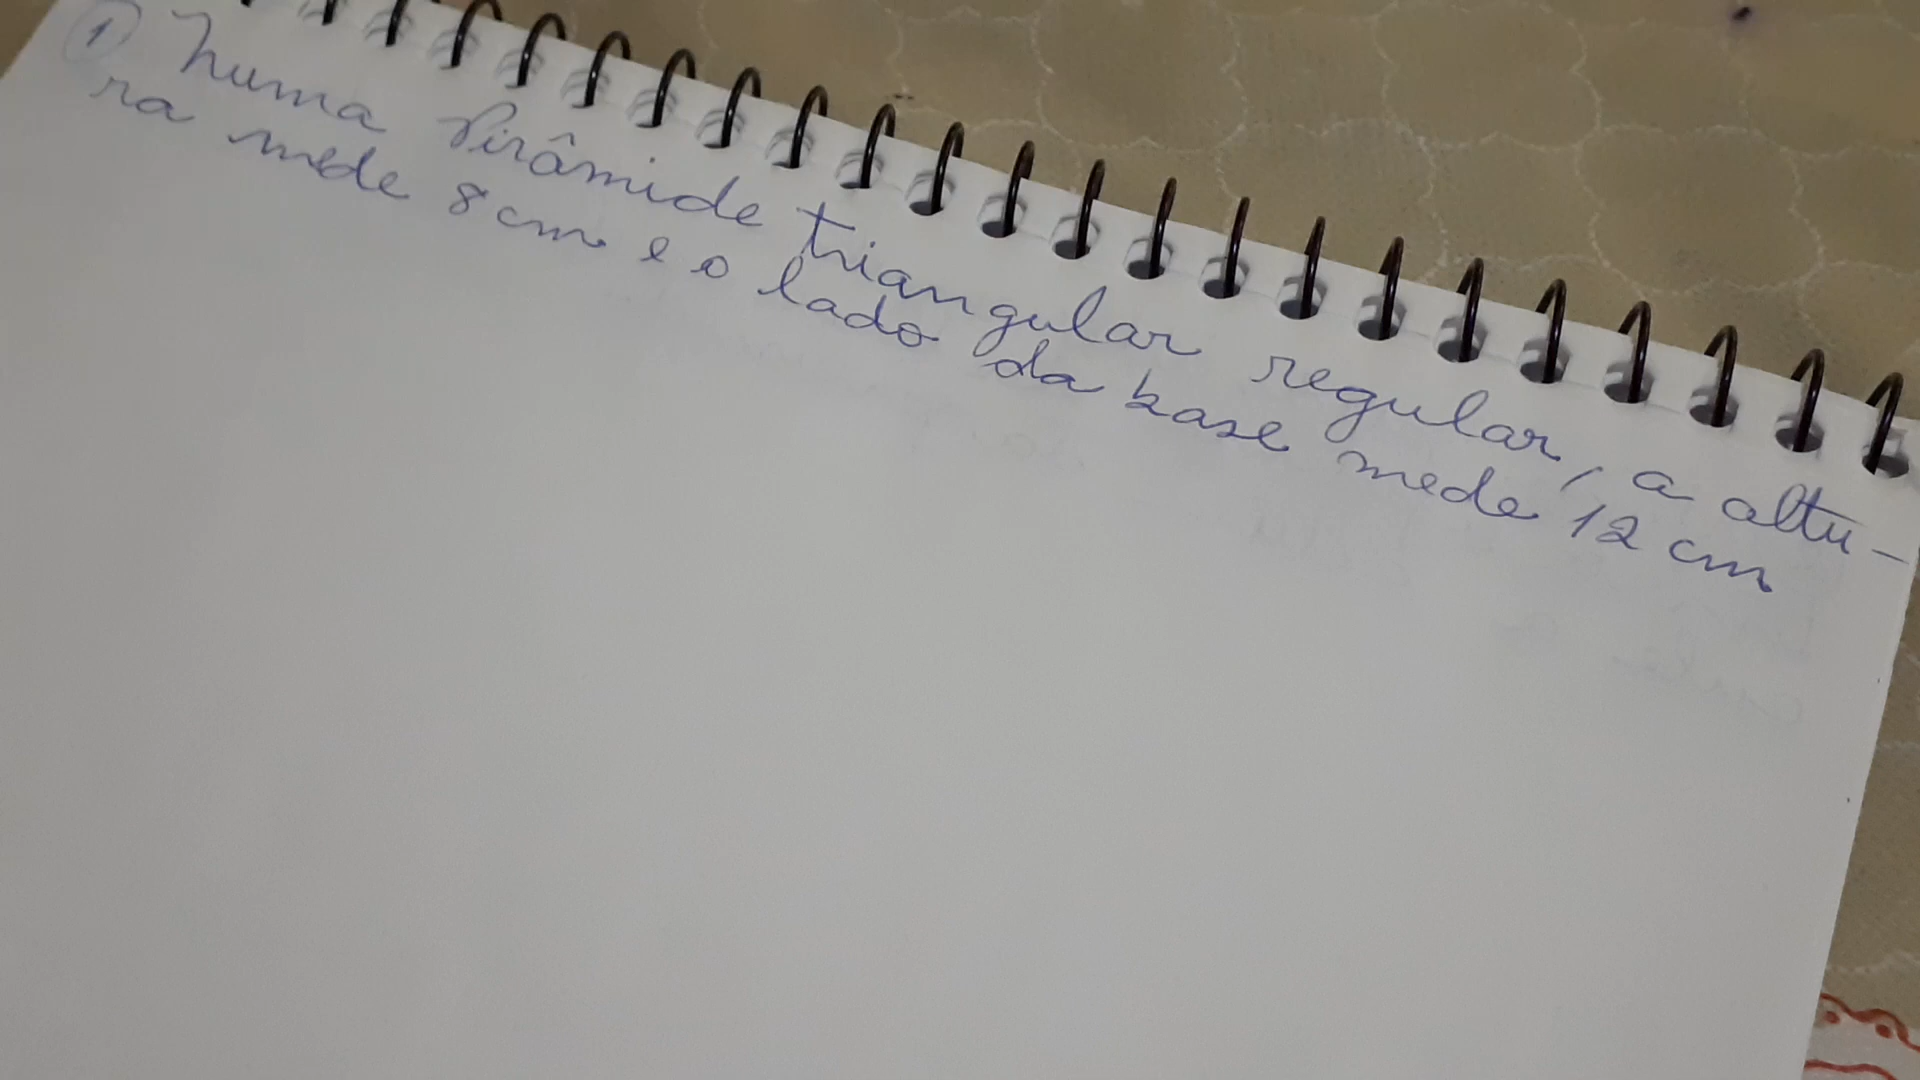 ① Numa Pirâmide triangular regular, a altu-
ra mede 8 cm e o lado da base mede 12 cm